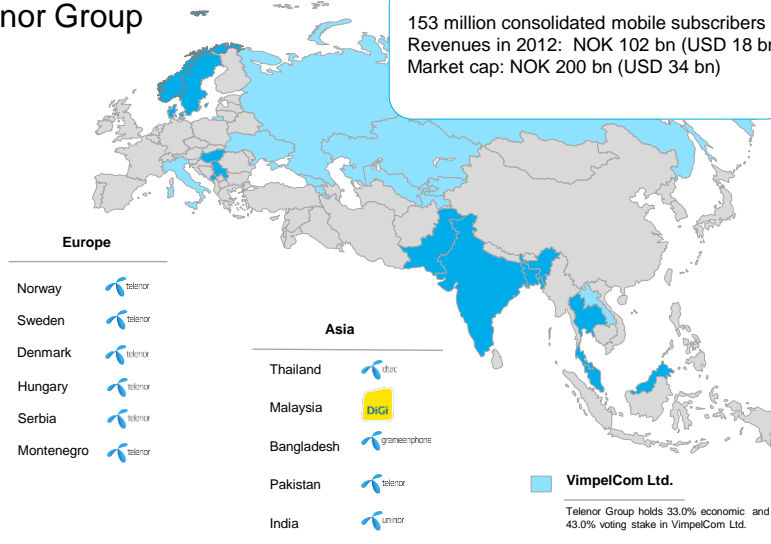 nor Group
153 million consolidated mobile subscribers
Revenues in 2012: NOK 102 bn (USD 18 bn
Market cap: NOK 200 bn (USD 34 bn)
Europe
Norway telenor
Sweden telenor
Denmark telenor
Hungary telenor
Serbia telenor
Montenegro telenor
Asia
Thailand dtac
Malaysia DiGi
Bangladesh grameenphone
Pakistan telenor
India uninor
VimpelCom Ltd.
Telenor Group holds 33.0% economic and
43.0% voting stake in VimpelCom Ltd.